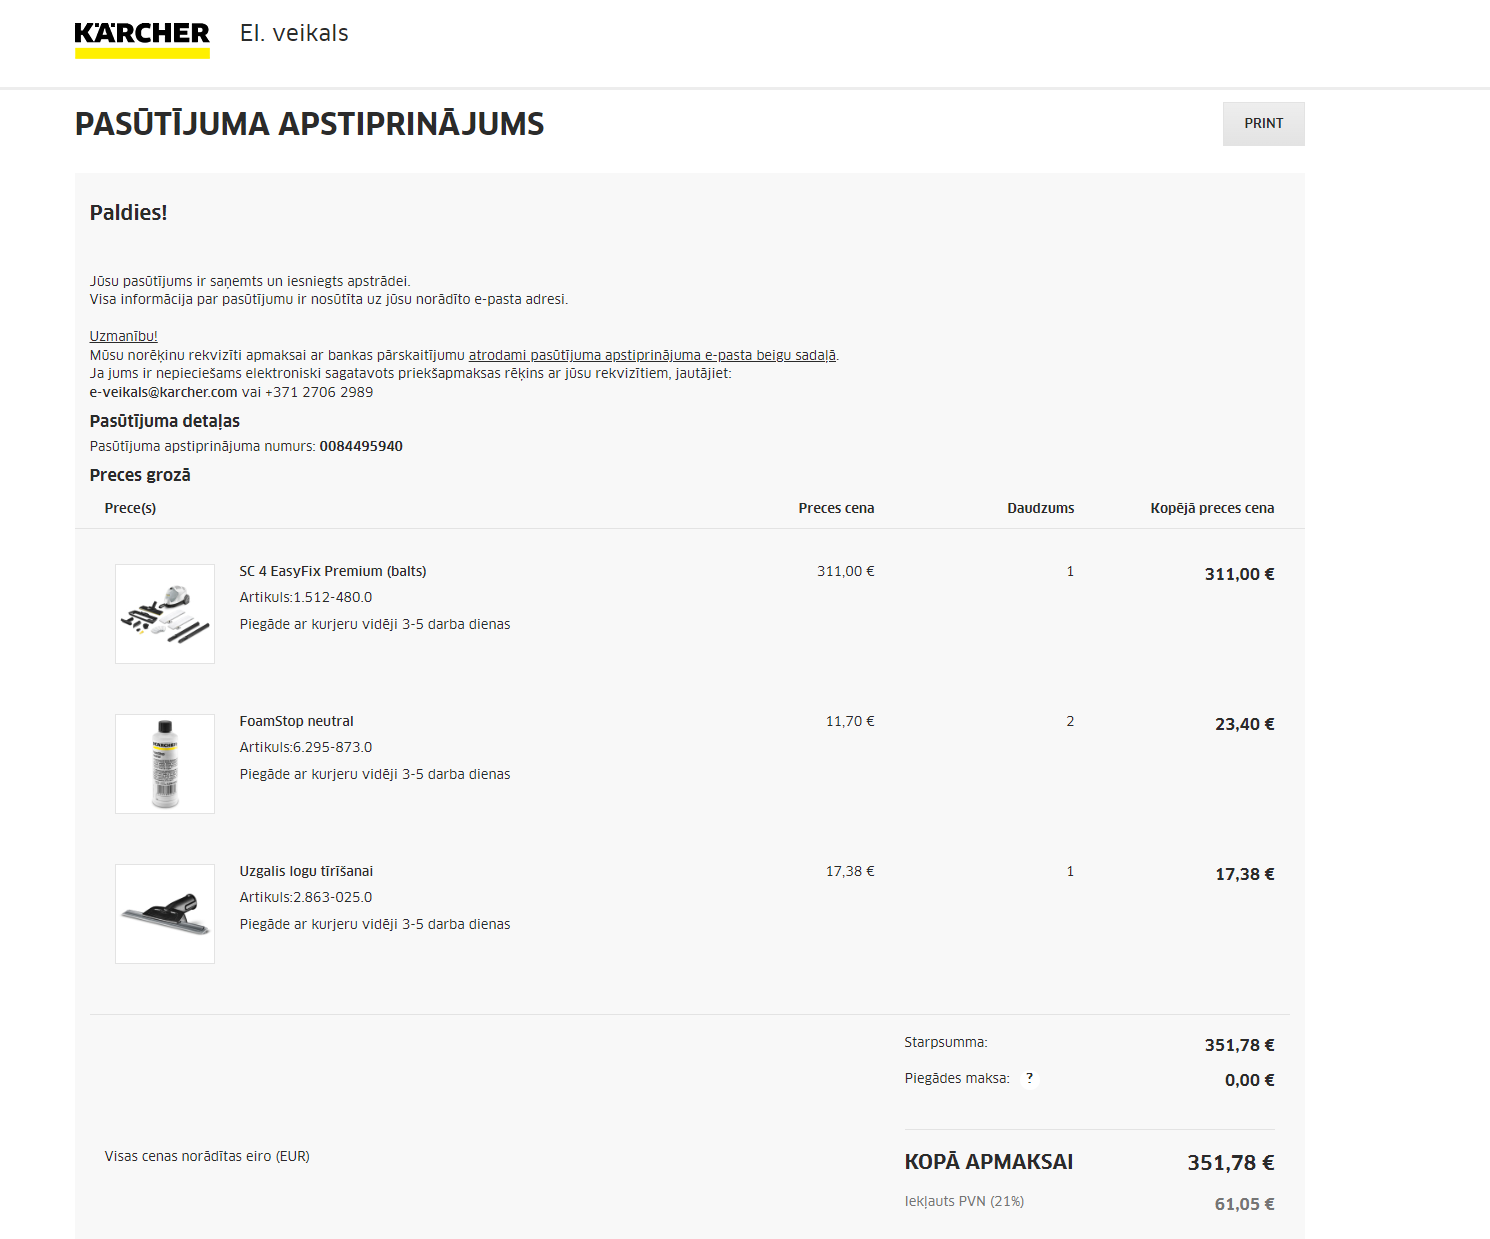 KÄRCHER
El. veikals
PASŪTĪJUMA APSTIPRINĀJUMS
PRINT
Paldies!
Jūsu pasūtījums ir saņemts un iesniegts apstrādei.
Visa informācija par pasūtījumu ir nosūtīta uz jūsu norādīto e-pasta adresi.
Uzmanību!
Mūsu norēķinu rekvizīti apmaksai ar bankas pārskaitījumu atrodami pasūtījuma apstiprinājuma e-pasta beigu sadaļā.
Ja jums ir nepieciešams elektroniski sagatavots priekšapmaksas rēķins ar jūsu rekvizītiem, jautājiet:
e-veikals@karcher.com vai +371 2706 2989
Pasūtījuma detaļas
Pasūtījuma apstiprinājuma numurs: 0084495940
Preces grozā
Prece(s) Preces cena Daudzums Kopējā preces cena
SC 4 EasyFix Premium (balts) 311,00 € 1 311,00 €
Artikuls:1.512-480.0
Piegāde ar kurjeru vidēji 3-5 darba dienas
KÄRCHER
FoamStop neutral 11,70 € 2 23,40 €
Artikuls:6.295-873.0
Piegāde ar kurjeru vidēji 3-5 darba dienas
Uzgalis logu tīrīšanai 17,38 € 1 17,38 €
Artikuls:2.863-025.0
Piegāde ar kurjeru vidēji 3-5 darba dienas
Starpsumma: 351,78 €
Piegādes maksa: ? 0,00 €
Visas cenas norādītas eiro (EUR)
KOPĀ APMAKSAI 351,78 €
Iekļauts PVN (21%) 61,05 €